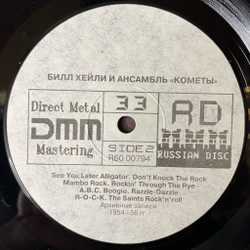 БИЛЛ ХЕЙЛИ И АНСАМБЛЬ «КОМЕТЫ»
Direct Metal
DMM
Mastering
33
SIDE 2
R60 00794
RD
RUSSIAN DISC
See You Later Alligator. Don't Knock The Rock
Mambo Rock. Rockin' Through The Rye
A.B.C. Boogie. Razzle-Dazzle
R-O-C-K. The Saints Rock'n'roll
Архивные записи
1954—56 гг.